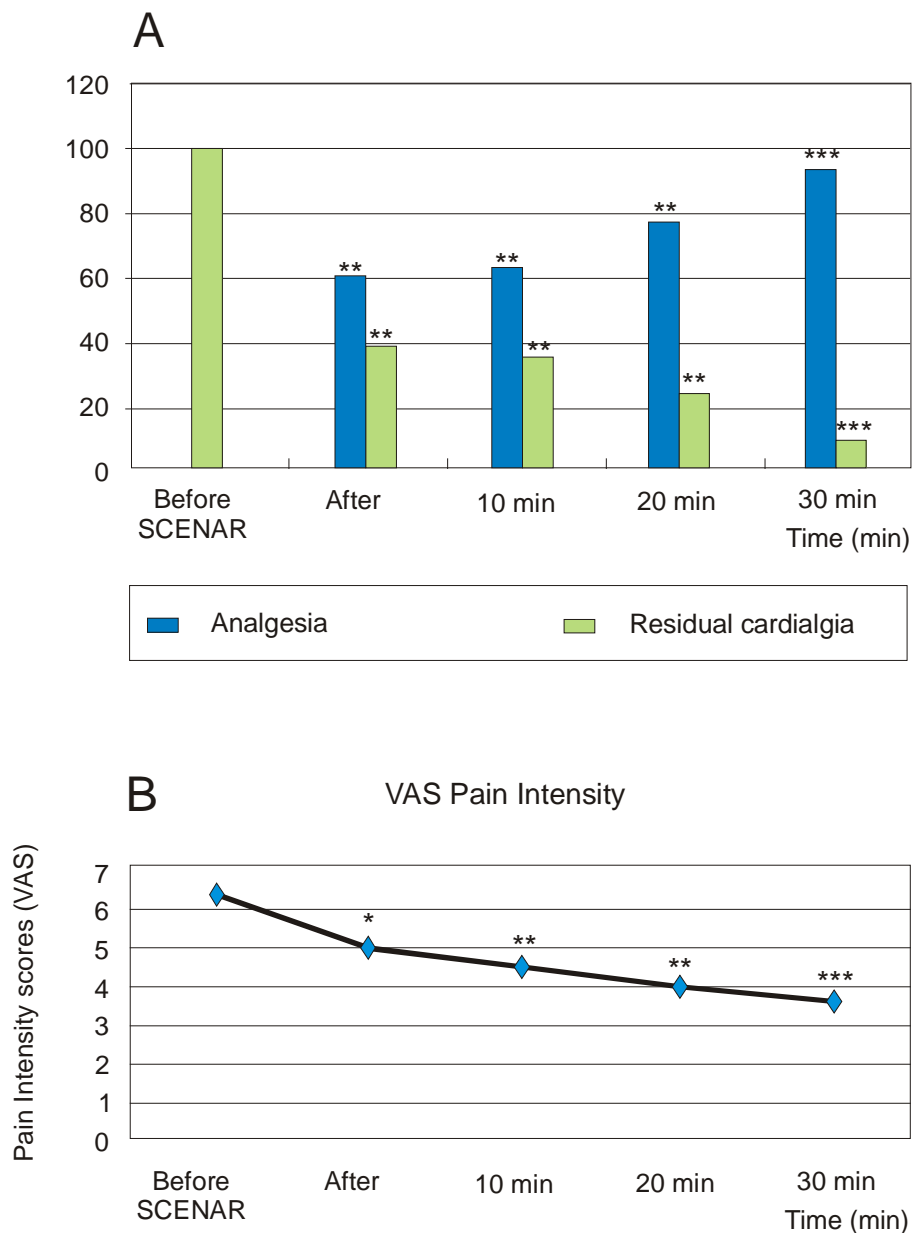 A
120
100
80
60
40
20
0
**
**
**
**
**
**
***
***
Before
SCENAR
After
10 min
20 min
30 min
Time (min)
Analgesia
Residual cardialgia
B
VAS Pain Intensity
Pain Intensity scores (VAS)
7
6
5
4
3
2
1
0
*
**
**
***
Before
SCENAR
After
10 min
20 min
30 min
Time (min)